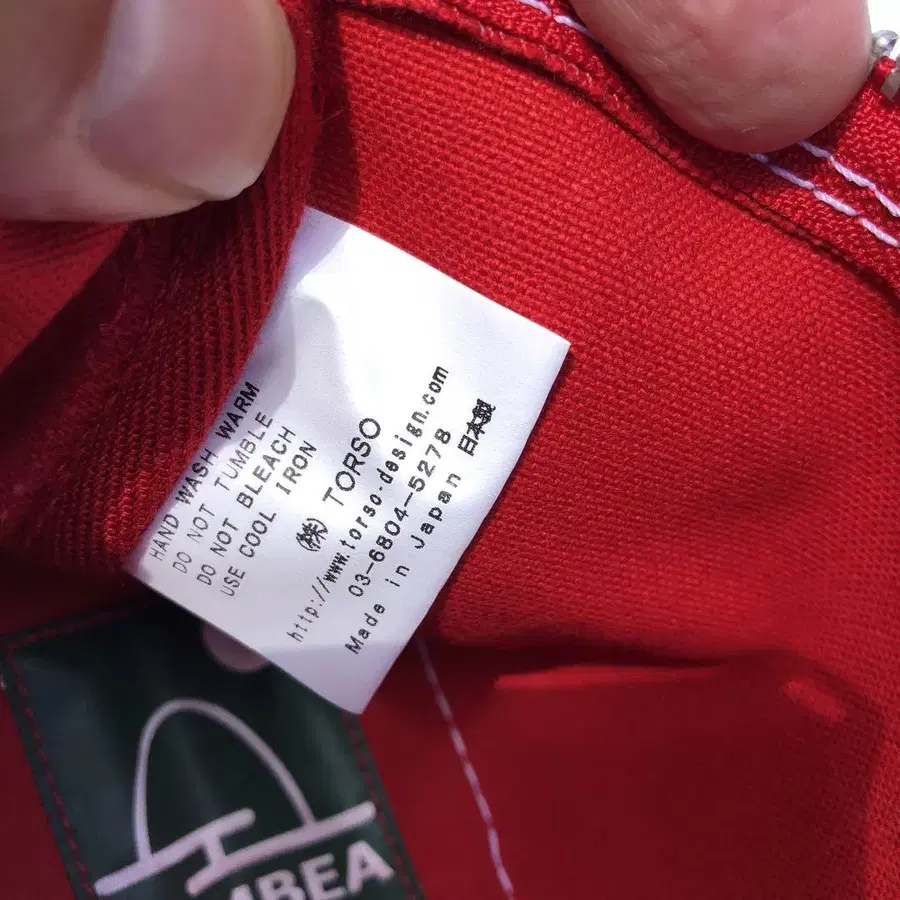 HAND WASH WARM
DO NOT TUMBLE
DO NOT BLEACH
USE COOL IRON
(株) TORSO
http://www.torso-design.com
03-6804-5278
Made in Japan 日本製